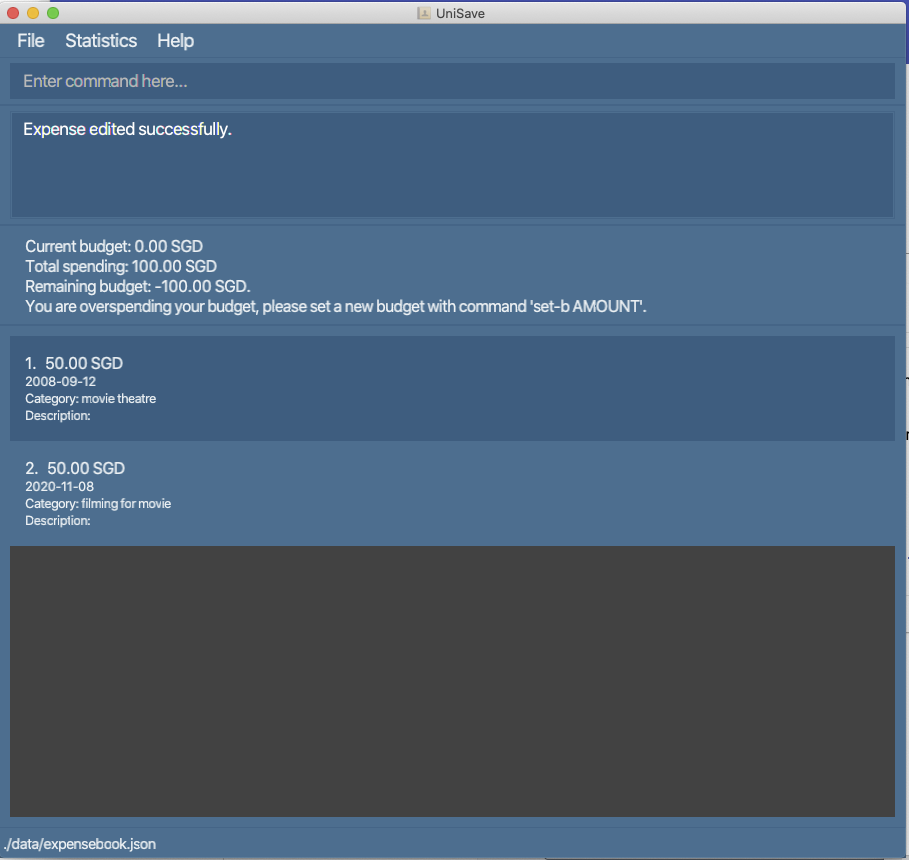 UniSave
File Statistics Help
Enter command here...
Expense edited successfully.
Current budget: 0.00 SGD
Total spending: 100.00 SGD
Remaining budget: -100.00 SGD.
You are overspending your budget, please set a new budget with command 'set-b AMOUNT'.
1. 50.00 SGD
2008-09-12
Category: movie theatre
Description:
2. 50.00 SGD
2020-11-08
Category: filming for movie
Description:
./data/expensebook.json